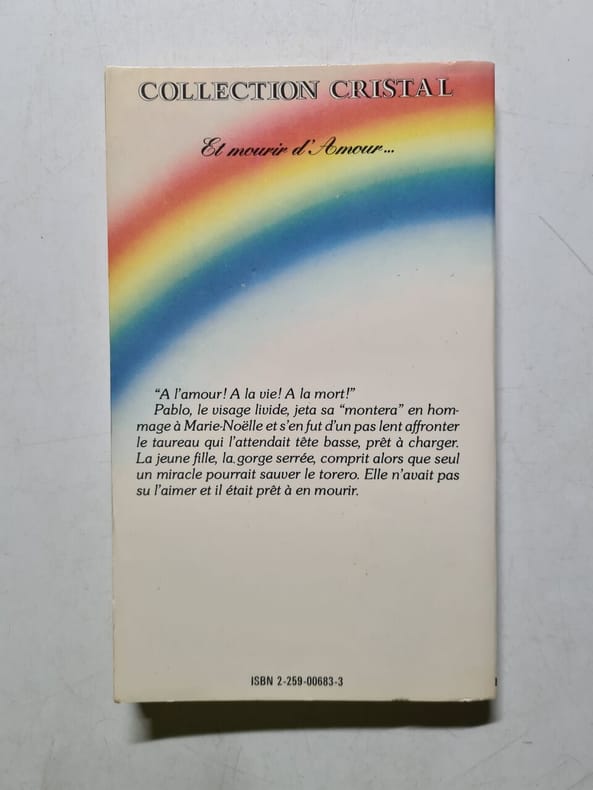 COLLECTION CRISTAL
Et mourir d'Amour...
"A l'amour! A la vie! A la mort!"
Pablo, le visage livide, jeta sa "montera" en hom-
mage à Marie-Noëlle et s'en fut d'un pas lent affronter
le taureau qui l'attendait tête basse, prêt à charger.
La jeune fille, la gorge serrée, comprit alors que seul
un miracle pourrait sauver le torero. Elle n'avait pas
su l'aimer et il était prêt à en mourir.
ISBN 2-259-00683-3